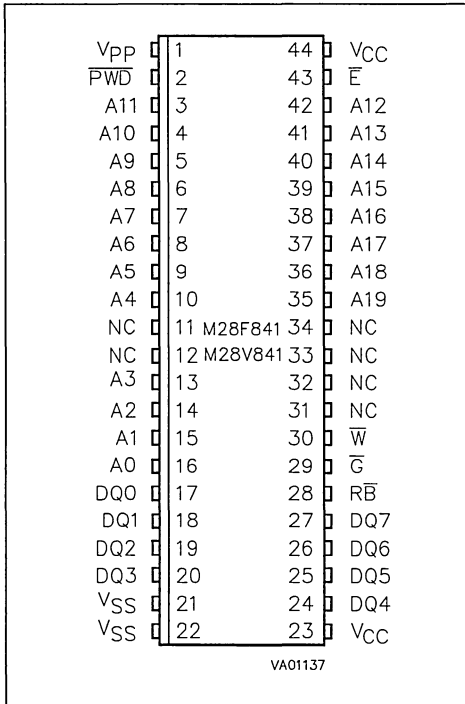 V̅PP 1 44 VCC
P̅W̅D̅ 2 43 E̅
A11 3 42 A12
A10 4 41 A13
A9 5 40 A14
A8 6 39 A15
A7 7 38 A16
A6 8 37 A17
A5 9 36 A18
A4 10 35 A19
NC 11 M28F841 34 NC
NC 12 M28V841 33 NC
A3 13 32 NC
A2 14 31 NC
A1 15 30 W̅
A0 16 29 G̅
DQ0 17 28 RB̅
DQ1 18 27 DQ7
DQ2 19 26 DQ6
DQ3 20 25 DQ5
VSS 21 24 DQ4
VSS 22 23 VCC
VA01137